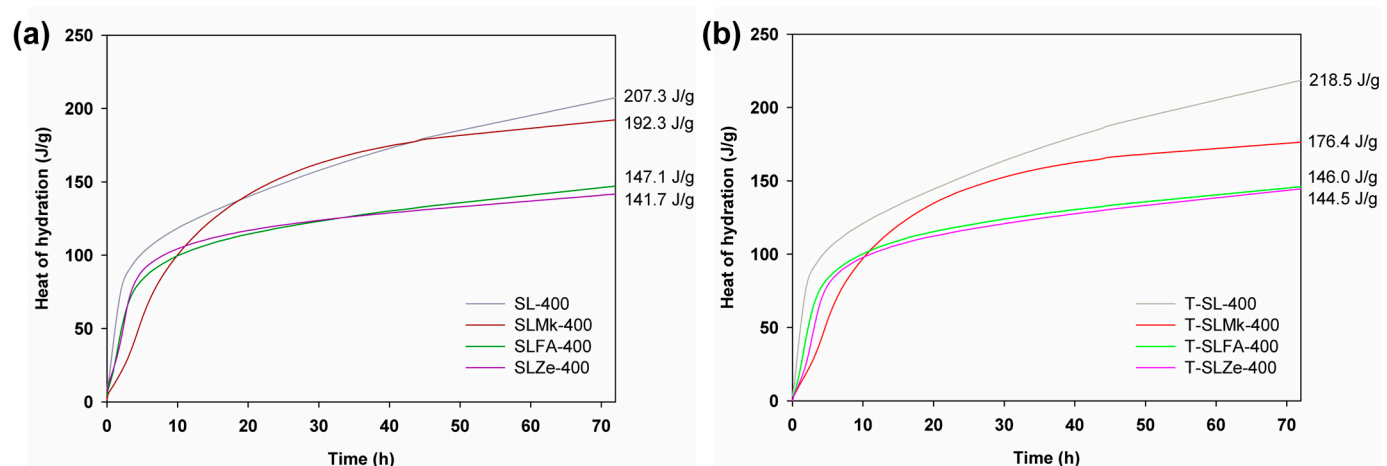 (a)
Heat of hydration (J/g)
250
200
150
100
50
0
0 10 20 30 40 50 60 70
Time (h)
207.3 J/g
192.3 J/g
147.1 J/g
141.7 J/g
SL-400
SLMk-400
SLFA-400
SLZe-400
(b)
Heat of hydration (J/g)
250
200
150
100
50
0
0 10 20 30 40 50 60 70
Time (h)
218.5 J/g
176.4 J/g
146.0 J/g
144.5 J/g
T-SL-400
T-SLMk-400
T-SLFA-400
T-SLZe-400